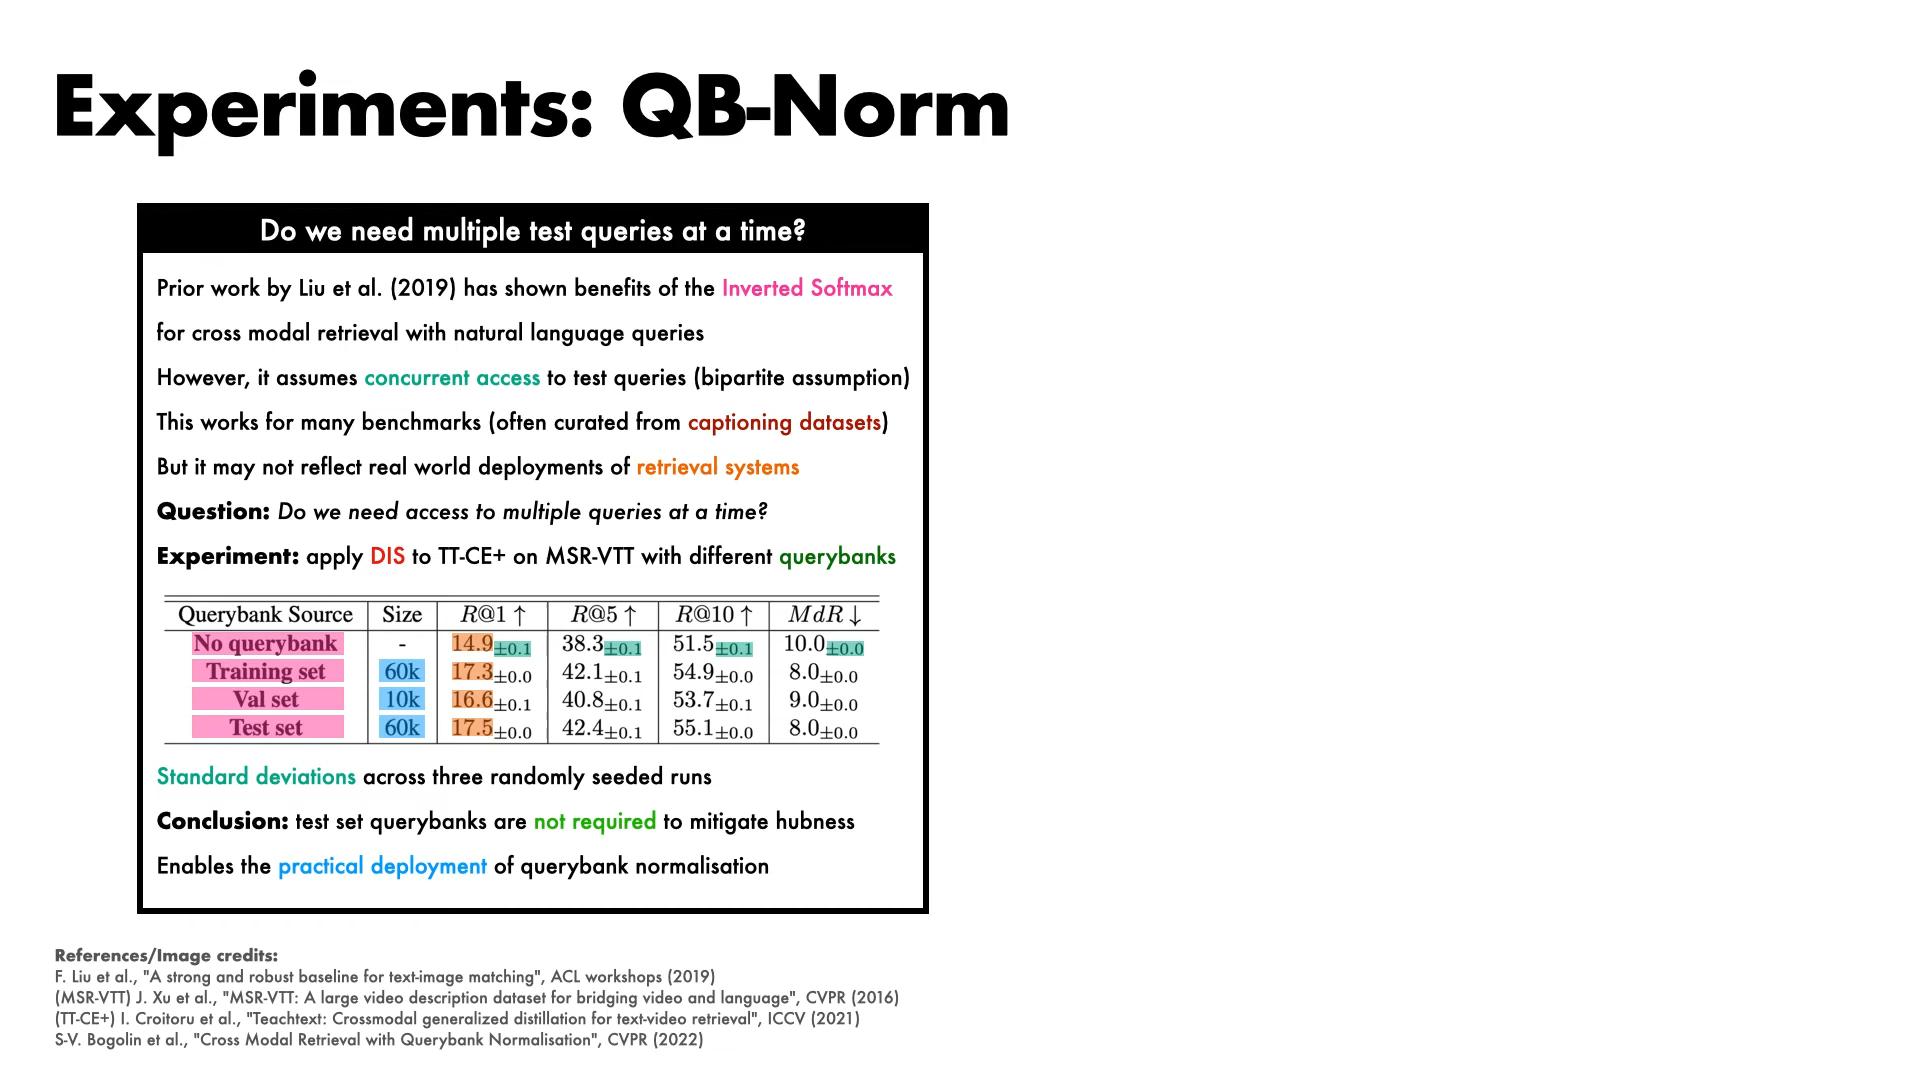 Experiments: QB-Norm
Do we need multiple test queries at a time?
Prior work by Liu et al. (2019) has shown benefits of the Inverted Softmax
for cross modal retrieval with natural language queries
However, it assumes concurrent access to test queries (bipartite assumption)
This works for many benchmarks (often curated from captioning datasets)
But it may not reflect real world deployments of retrieval systems
Question: Do we need access to multiple queries at a time?
Experiment: apply DIS to TT-CE+ on MSR-VTT with different querybanks
Querybank Source Size R@1 ↑ R@5 ↑ R@10 ↑ MdR ↓
No querybank - 14.9±0.1 38.3±0.1 51.5±0.1 10.0±0.0
Training set 60k 17.3±0.0 42.1±0.1 54.9±0.0 8.0±0.0
Val set 10k 16.6±0.1 40.8±0.1 53.7±0.1 9.0±0.0
Test set 60k 17.5±0.0 42.4±0.1 55.1±0.0 8.0±0.0
Standard deviations across three randomly seeded runs
Conclusion: test set querybanks are not required to mitigate hubness
Enables the practical deployment of querybank normalisation
References/Image credits:
F. Liu et al., "A strong and robust baseline for text-image matching", ACL workshops (2019)
(MSR-VTT) J. Xu et al., "MSR-VTT: A large video description dataset for bridging video and language", CVPR (2016)
(TT-CE+) I. Croitoru et al., "Teachtext: Crossmodal generalized distillation for text-video retrieval", ICCV (2021)
S-V. Bogolin et al., "Cross Modal Retrieval with Querybank Normalisation", CVPR (2022)